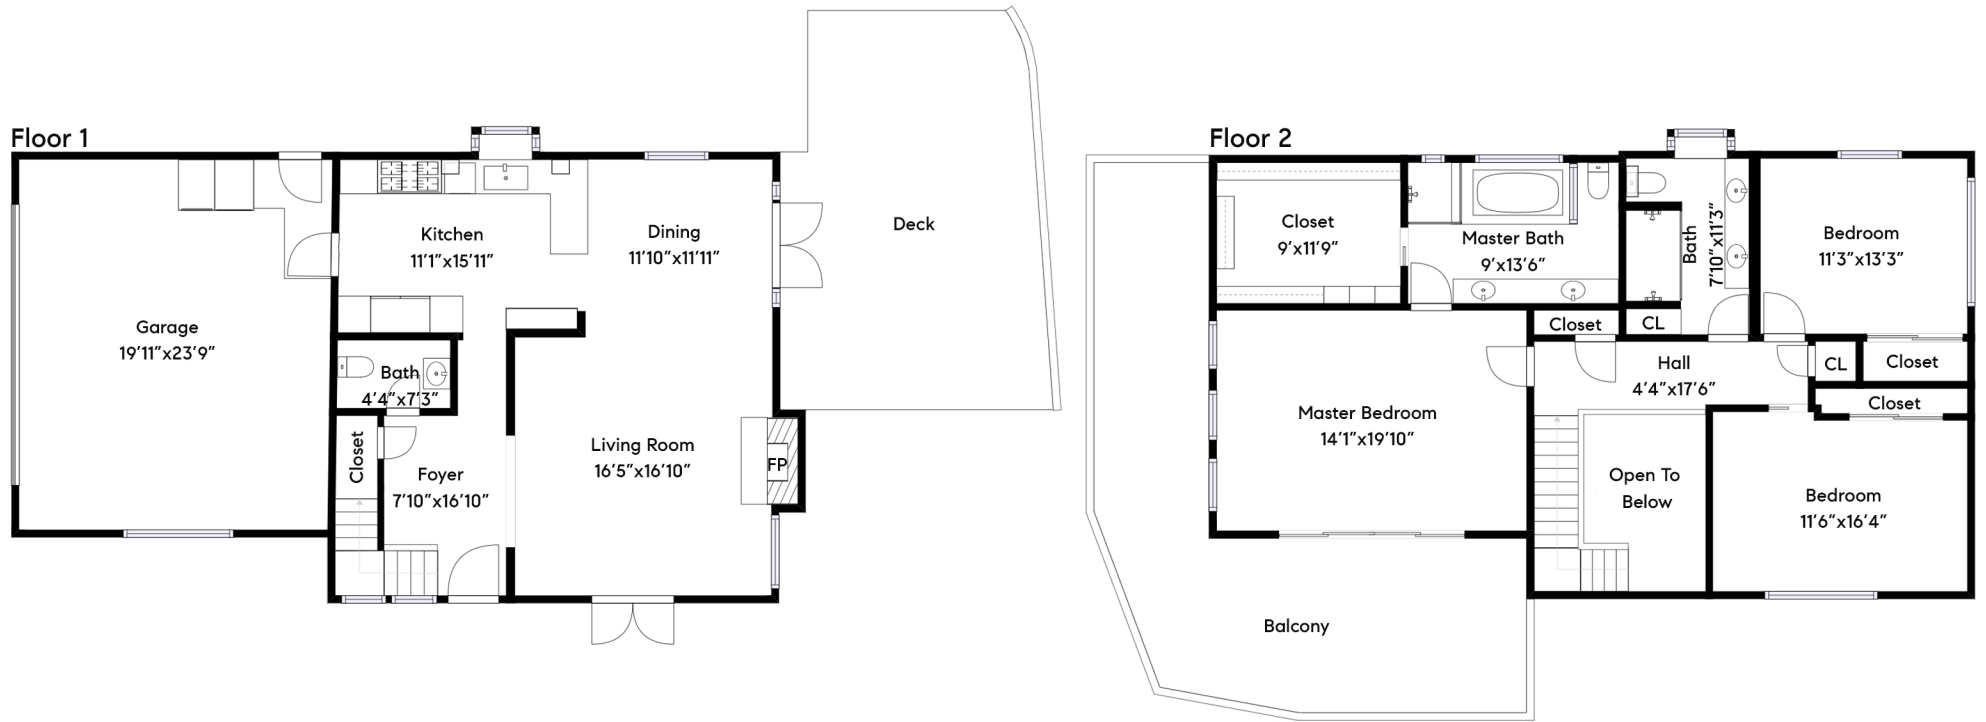 Floor 1
Garage
19'11"x23'9"
Kitchen
11'1"x15'11"
Dining
11'10"x11'11"
Deck
Bath
4'4"x7'3"
Closet
Foyer
7'10"x16'10"
Living Room
16'5"x16'10"
FP
Floor 2
Closet
9'x11'9"
Master Bath
9'x13'6"
Bath
7'10"x11'3"
Bedroom
11'3"x13'3"
Closet
CL
Hall
4'4"x17'6"
CL
Closet
Closet
Master Bedroom
14'1"x19'10"
Open To
Below
Bedroom
11'6"x16'4"
Balcony